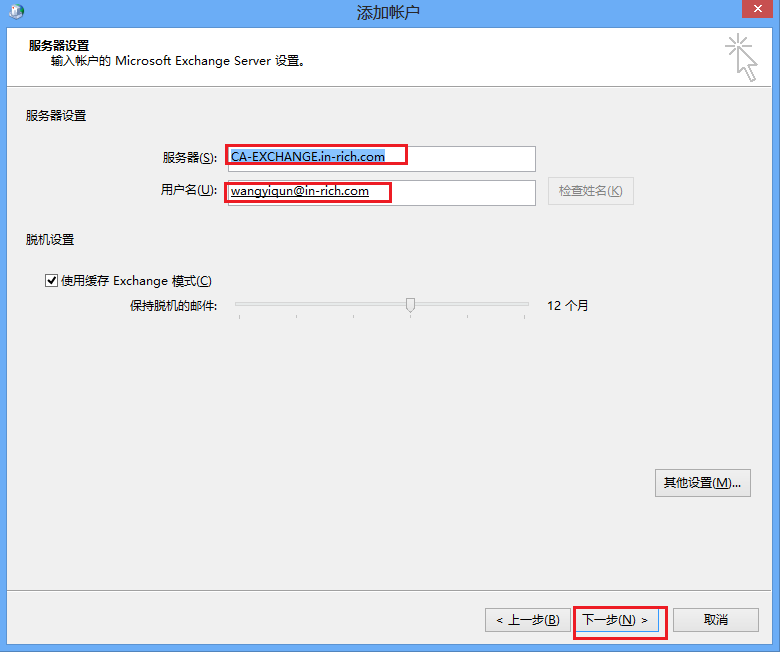 添加帐户
服务器设置
输入帐户的 Microsoft Exchange Server 设置。
服务器设置
服务器(S): CA-EXCHANGE.in-rich.com
用户名(U): wangyiqun@in-rich.com 检查姓名(K)
脱机设置
使用缓存 Exchange 模式(C)
保持脱机的邮件: 12 个月
其他设置(M)...
< 上一步(B) 下一步(N) > 取消